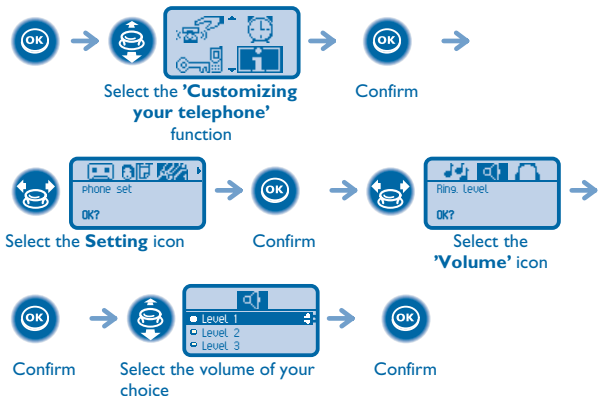 OK
OK
i
Select the 'Customizing
your telephone'
function
Confirm
Phone set
OK?
OK
Ring. level
OK?
Select the Setting icon
Confirm
Select the
'Volume' icon
OK
Level 1
Level 2
Level 3
OK
Confirm
Select the volume of your
choice
Confirm